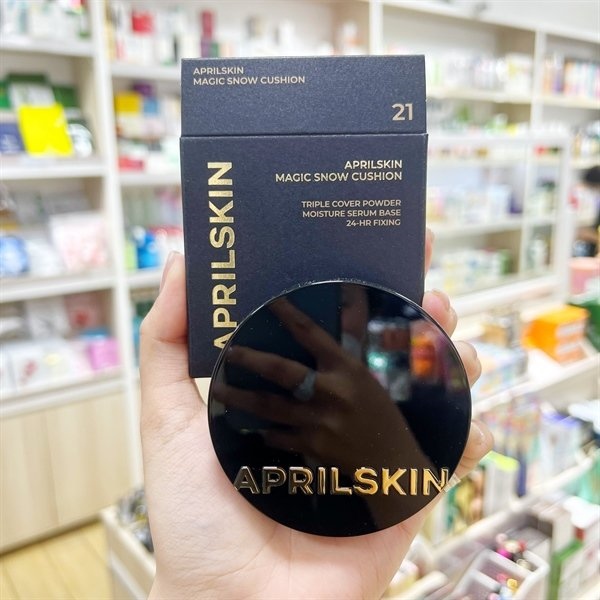 APRILSKIN
MAGIC SNOW CUSHION
21
APRILSKIN
MAGIC SNOW CUSHION
TRIPLE COVER POWDER
MOISTURE SERUM BASE
24-HR FIXING
APRILSKIN
APRILSKIN